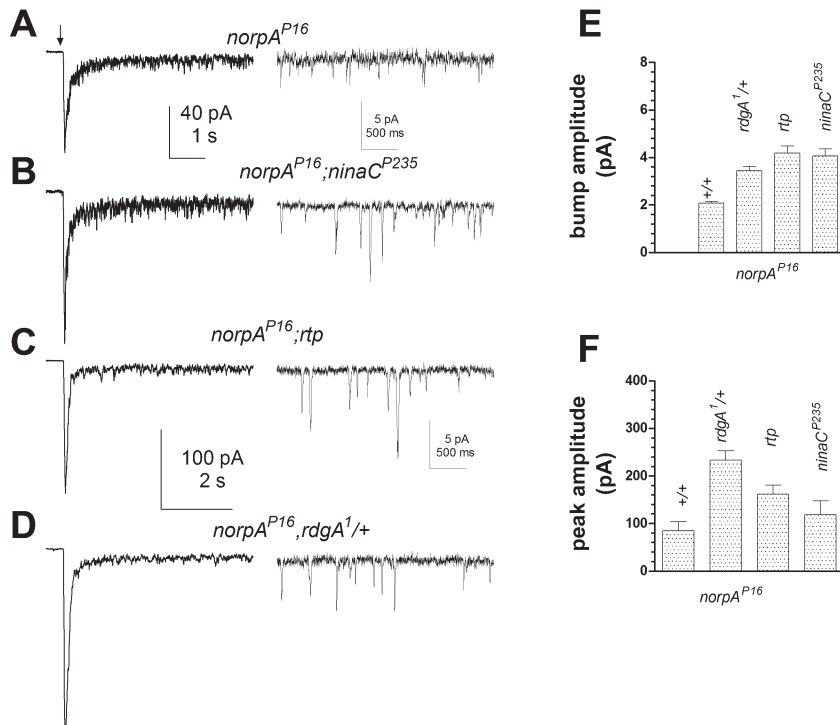 A
norpA^P16
40 pA
1 s
5 pA
500 ms
B
norpA^P16;ninaC^P235
C
norpA^P16;rtp
100 pA
2 s
5 pA
500 ms
D
norpA^P16,rdgA^1/+
E
bump amplitude
(pA)
8
6
4
2
0
+/+
rdgA^1/+
rtp
ninaC^P235
norpA^P16
F
peak amplitude
(pA)
400
300
200
100
0
+/+
rdgA^1/+
rtp
ninaC^P235
norpA^P16